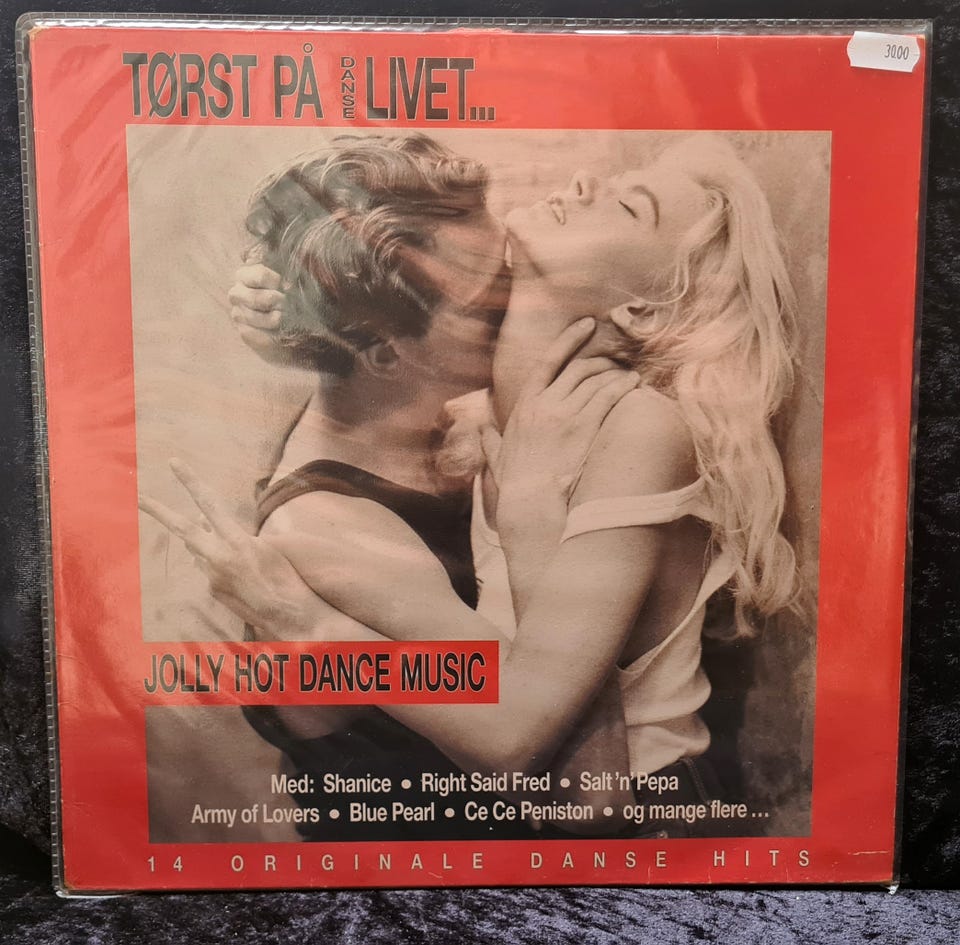 3000
TØRST PÅ DANSE LIVET...
JOLLY HOT DANCE MUSIC
Med: Shanice • Right Said Fred • Salt 'n' Pepa
Army of Lovers • Blue Pearl • Ce Ce Peniston • og mange flere ...
14 ORIGINALE DANSE HITS